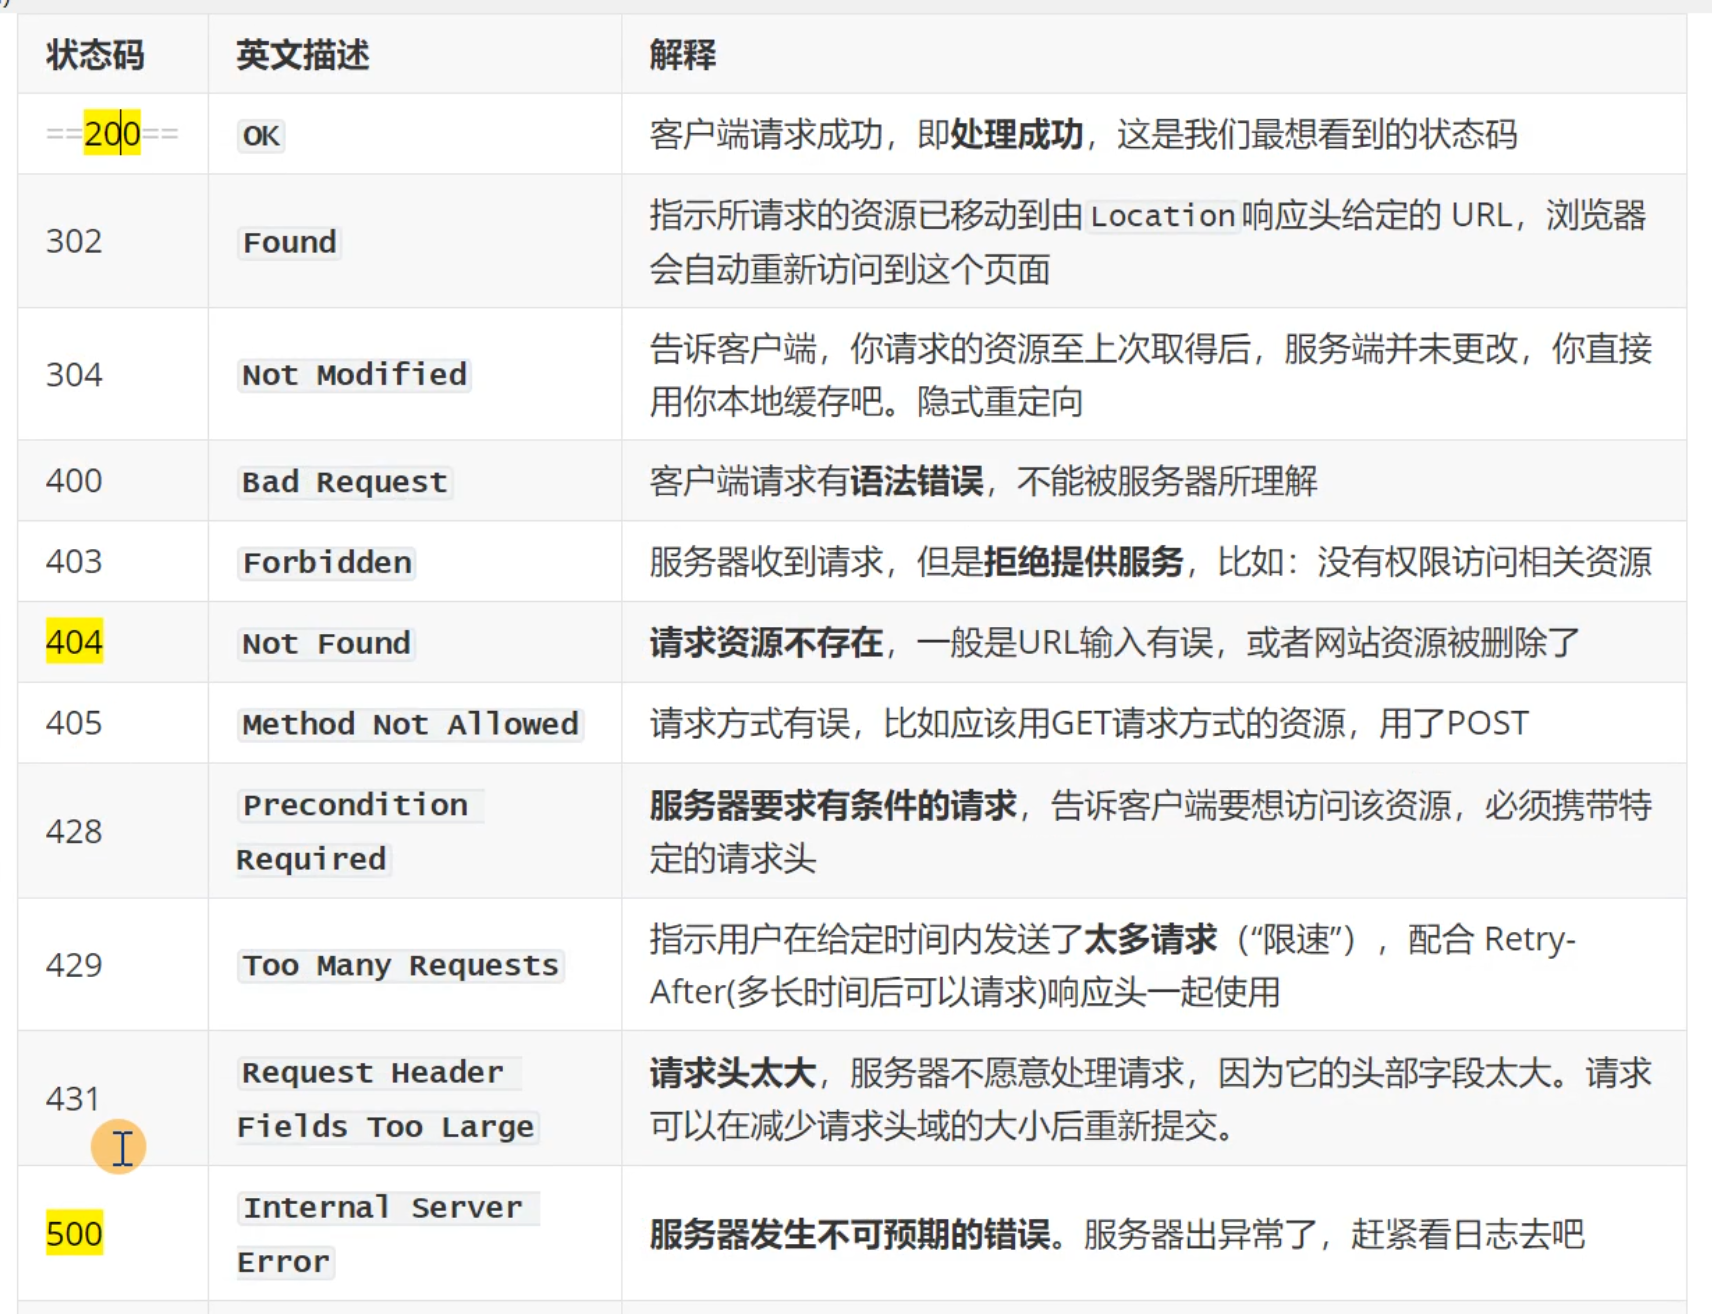 状态码 英文描述 解释
==200== OK 客户端请求成功，即处理成功，这是我们最想看到的状态码
302 Found 指示所请求的资源已移动到由Location响应头给定的 URL，浏览器
会自动重新访问到这个页面
304 Not Modified 告诉客户端，你请求的资源至上次取得后，服务端并未更改，你直接
用你本地缓存吧。隐式重定向
400 Bad Request 客户端请求有语法错误，不能被服务器所理解
403 Forbidden 服务器收到请求，但是拒绝提供服务，比如：没有权限访问相关资源
404 Not Found 请求资源不存在，一般是URL输入有误，或者网站资源被删除了
405 Method Not Allowed 请求方式有误，比如应该用GET请求方式的资源，用了POST
428 Precondition
Required 服务器要求有条件的请求，告诉客户端要想访问该资源，必须携带特
定的请求头
429 Too Many Requests 指示用户在给定时间内发送了太多请求（“限速”），配合 Retry-
After(多长时间后可以请求)响应头一起使用
431 Request Header
Fields Too Large 请求头太大，服务器不愿意处理请求，因为它的头部字段太大。请求
可以在减少请求头域的大小后重新提交。
500 Internal Server
Error 服务器发生不可预期的错误。服务器出异常了，赶紧看日志去吧